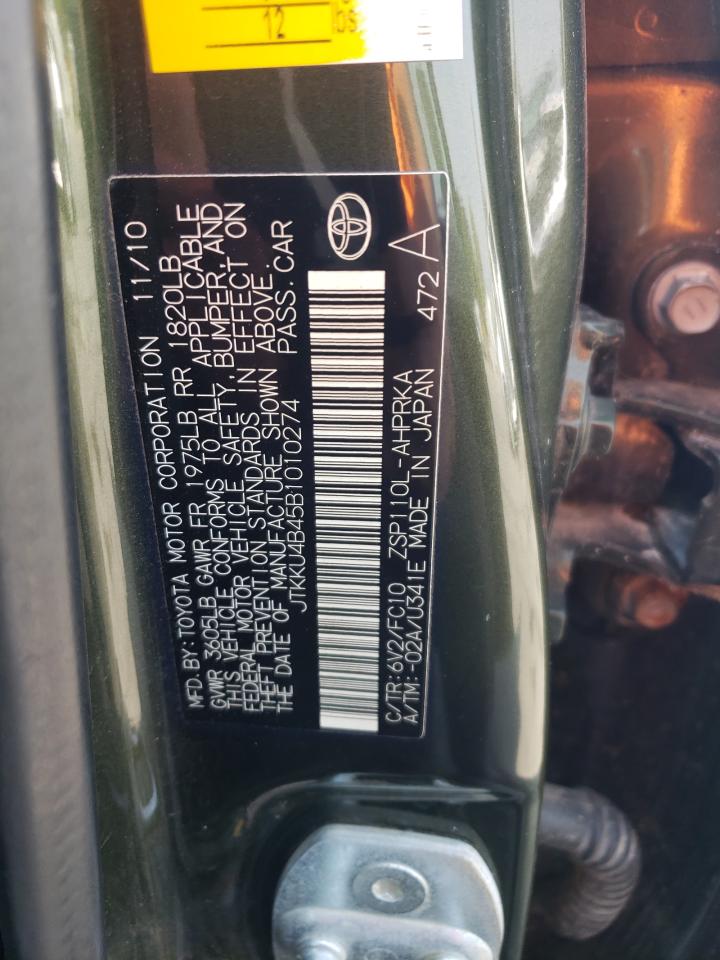 12
lbs
MFD. BY: TOYOTA MOTOR CORPORATION 11/10
GVWR 3605LB GAWR FR 1975LB RR 1820LB
THIS VEHICLE CONFORMS TO ALL APPLICABLE
FEDERAL MOTOR VEHICLE SAFETY, BUMPER, AND
THEFT PREVENTION STANDARDS IN EFFECT ON
THE DATE OF MANUFACTURE SHOWN ABOVE.
JTKKU4B45B1010274 PASS. CAR
C/TR: 6V2/FC10 ZSP110L-AHPRKA
A/TM: -02A/U341E MADE IN JAPAN 472 A